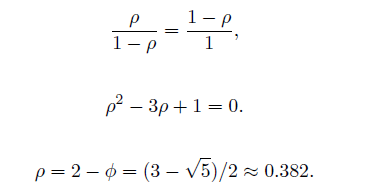 ρ/(1 − ρ) = (1 − ρ)/1,
ρ² − 3ρ + 1 = 0.
ρ = 2 − ϕ = (3 − √5)/2 ≈ 0.382.